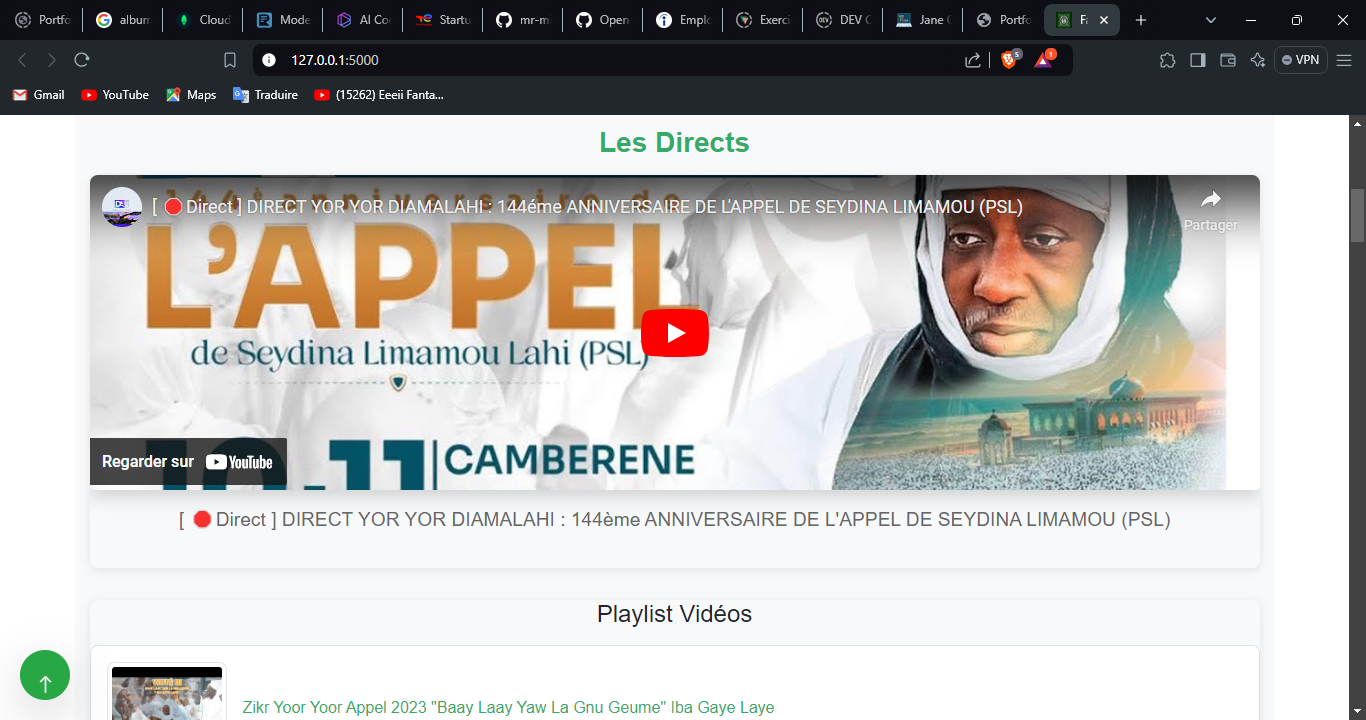 Portfo
album
Cloud
Mode
AI Co
Startu
mr-m
Open
Emplo
Exerci
DEV C
Jane
Portfo
127.0.0.1:5000
5
1
VPN
Gmail
YouTube
Maps
Traduire
(15262) Eeeii Fanta...
Les Directs
[ 🔴 Direct ] DIRECT YOR YOR DIAMALAHI : 144ème ANNIVERSAIRE DE L'APPEL DE SEYDINA LIMAMOU (PSL)
Partager
L'APPEL
de Seydina Limamou Lahi (PSL)
CAMBERENE
Regarder sur YouTube
[ 🔴 Direct ] DIRECT YOR YOR DIAMALAHI : 144ème ANNIVERSAIRE DE L'APPEL DE SEYDINA LIMAMOU (PSL)
Playlist Vidéos
Zikr Yoor Yoor Appel 2023 "Baay Laay Yaw La Gnu Geume" Iba Gaye Laye